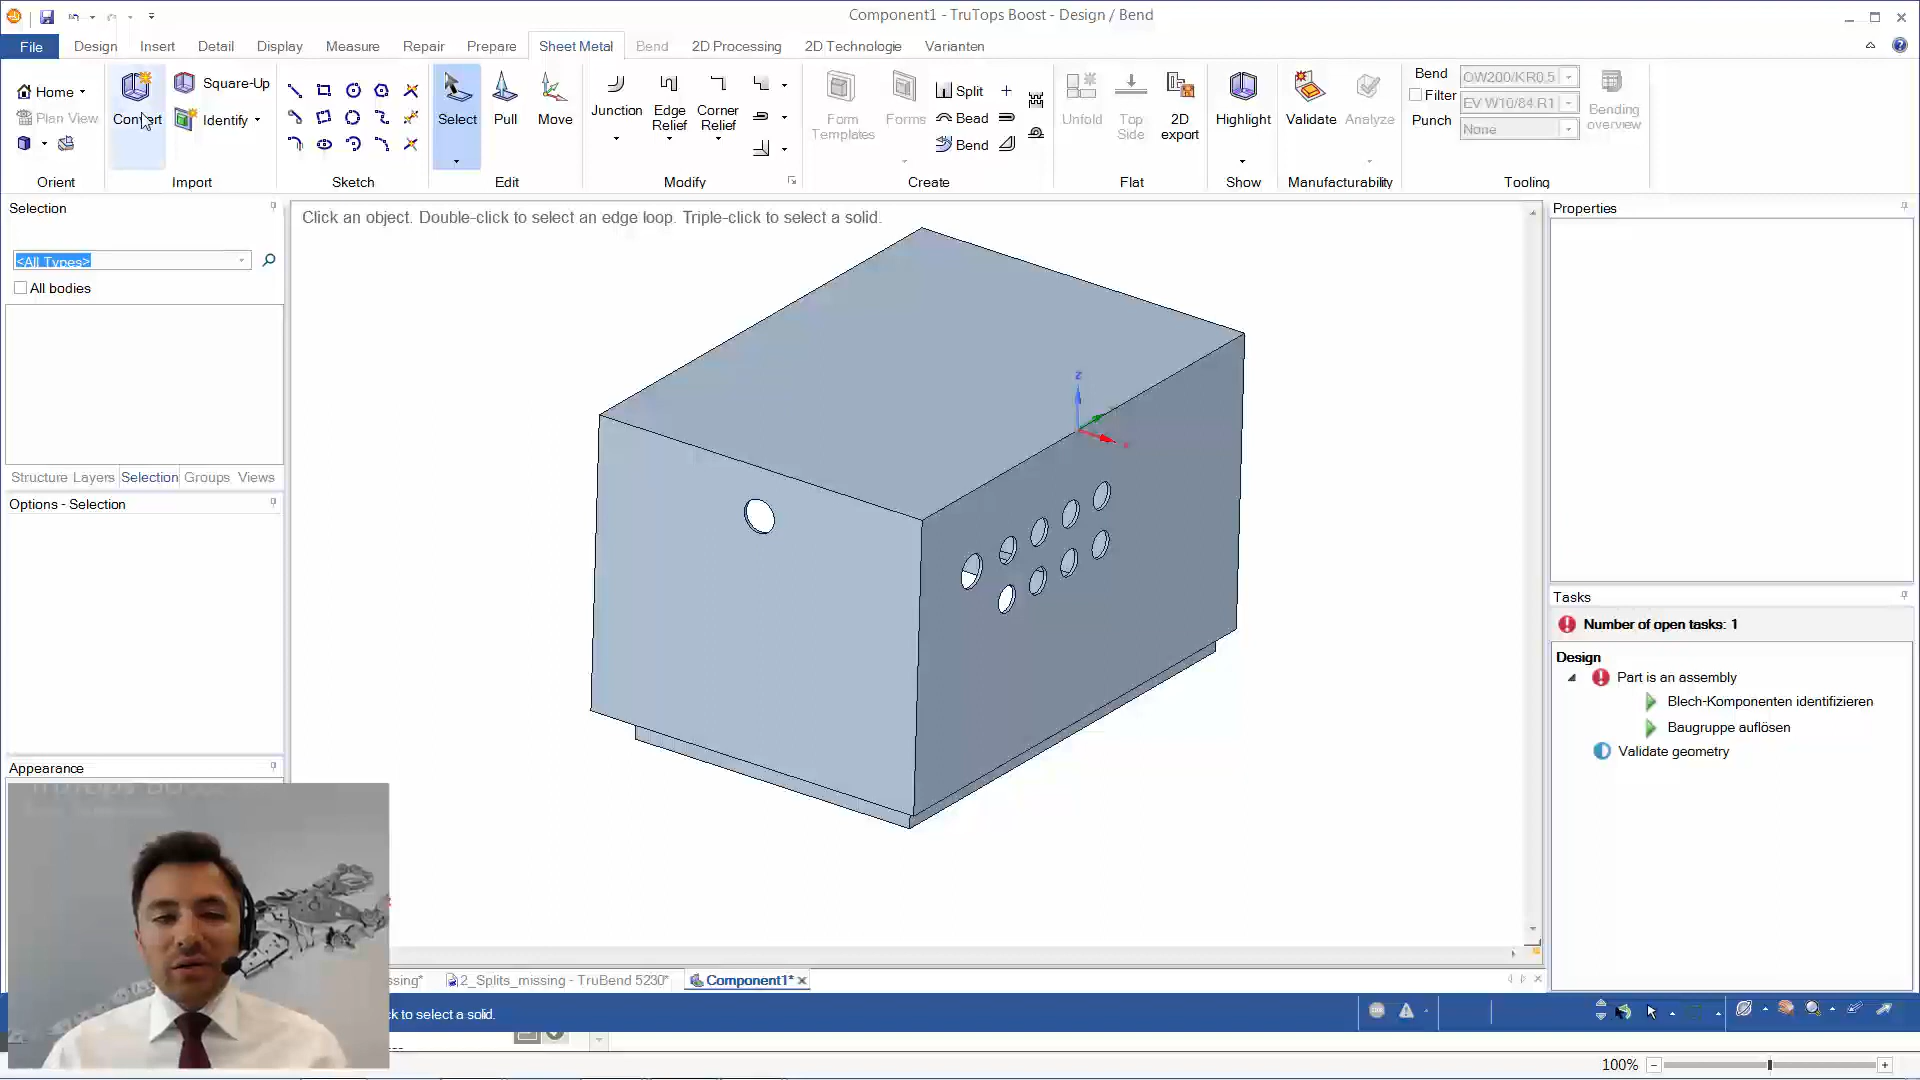 Component1 - TruTops Boost - Design / Bend
File
Design
Insert
Detail
Display
Measure
Repair
Prepare
Sheet Metal
Bend
2D Processing
2D Technologie
Varianten
Home
Plan View
Orient
Convert
Square-Up
Identify
Import
Sketch
Select
Pull
Move
Edit
Junction
Edge Relief
Corner Relief
Modify
Form Templates
Forms
Split
Bead
Bend
Create
Unfold
Top Side
2D export
Flat
Highlight
Show
Validate
Analyze
Manufacturability
Bend
OW200/KR0,5
Filter
EV W10/84 R1
Punch
None
Bending overview
Tooling
Selection
<All Types>
All bodies
Structure
Layers
Selection
Groups
Views
Options - Selection
Appearance
Click an object. Double-click to select an edge loop. Triple-click to select a solid.
z
Properties
Tasks
Number of open tasks: 1
Design
Part is an assembly
Blech-Komponenten identifizieren
Baugruppe auflösen
Validate geometry
ssing*
2_Splits_missing - TruBend 5230*
Component1*
ck to select a solid.
100%